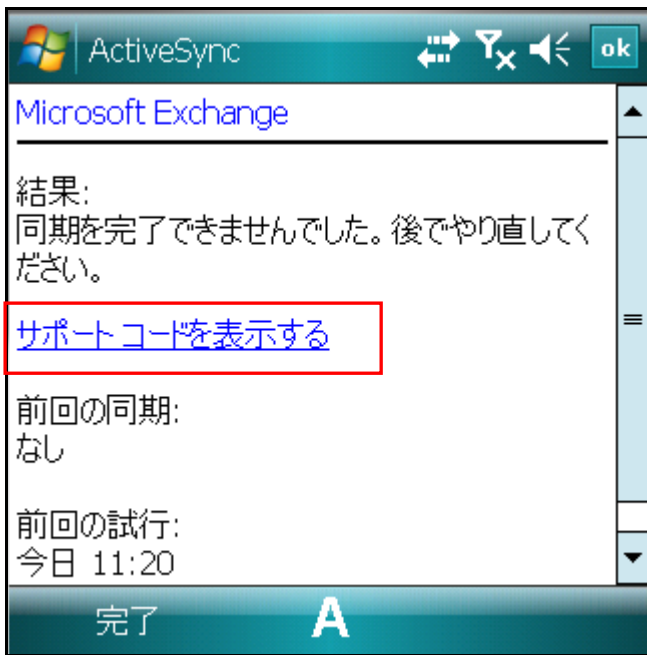 ActiveSync
ok
Microsoft Exchange
結果:
同期を完了できませんでした。後でやり直してく
ださい。
サポート コードを表示する
前回の同期:
なし
前回の試行:
今日 11:20
完了
A